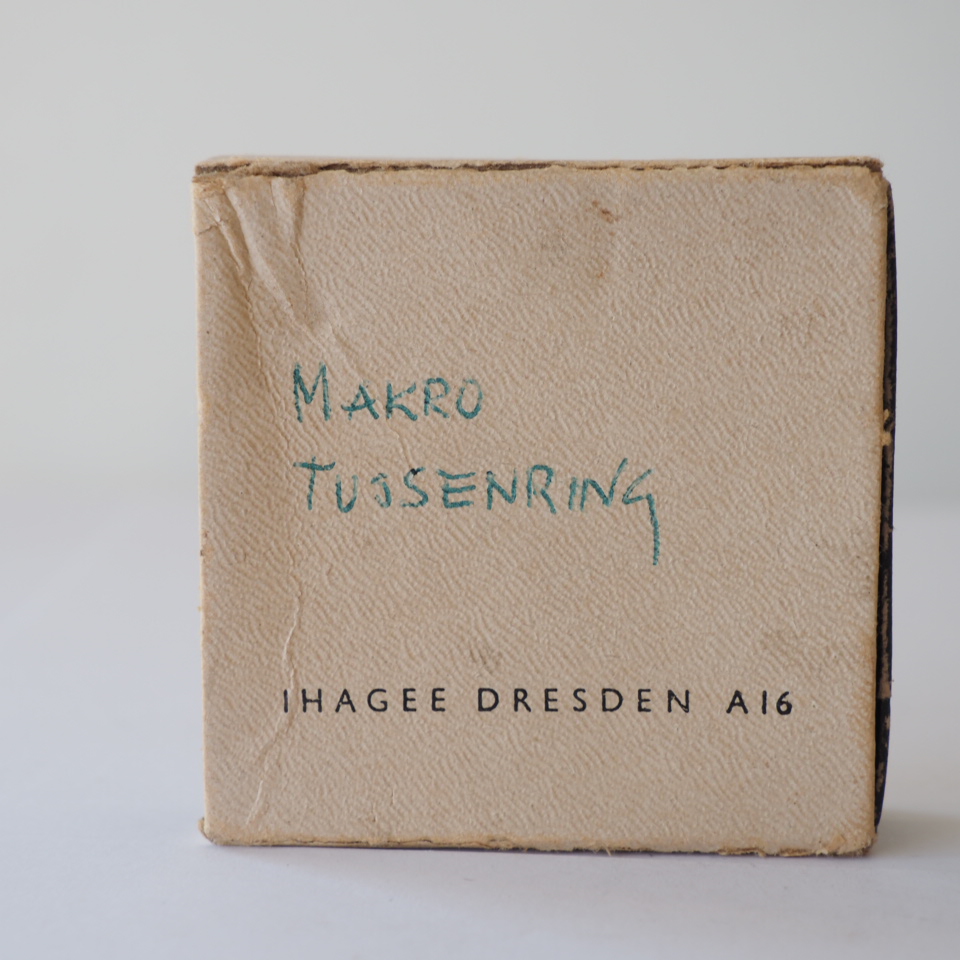 MAKRO
TUSSENRING
IHAGEE DRESDEN A16